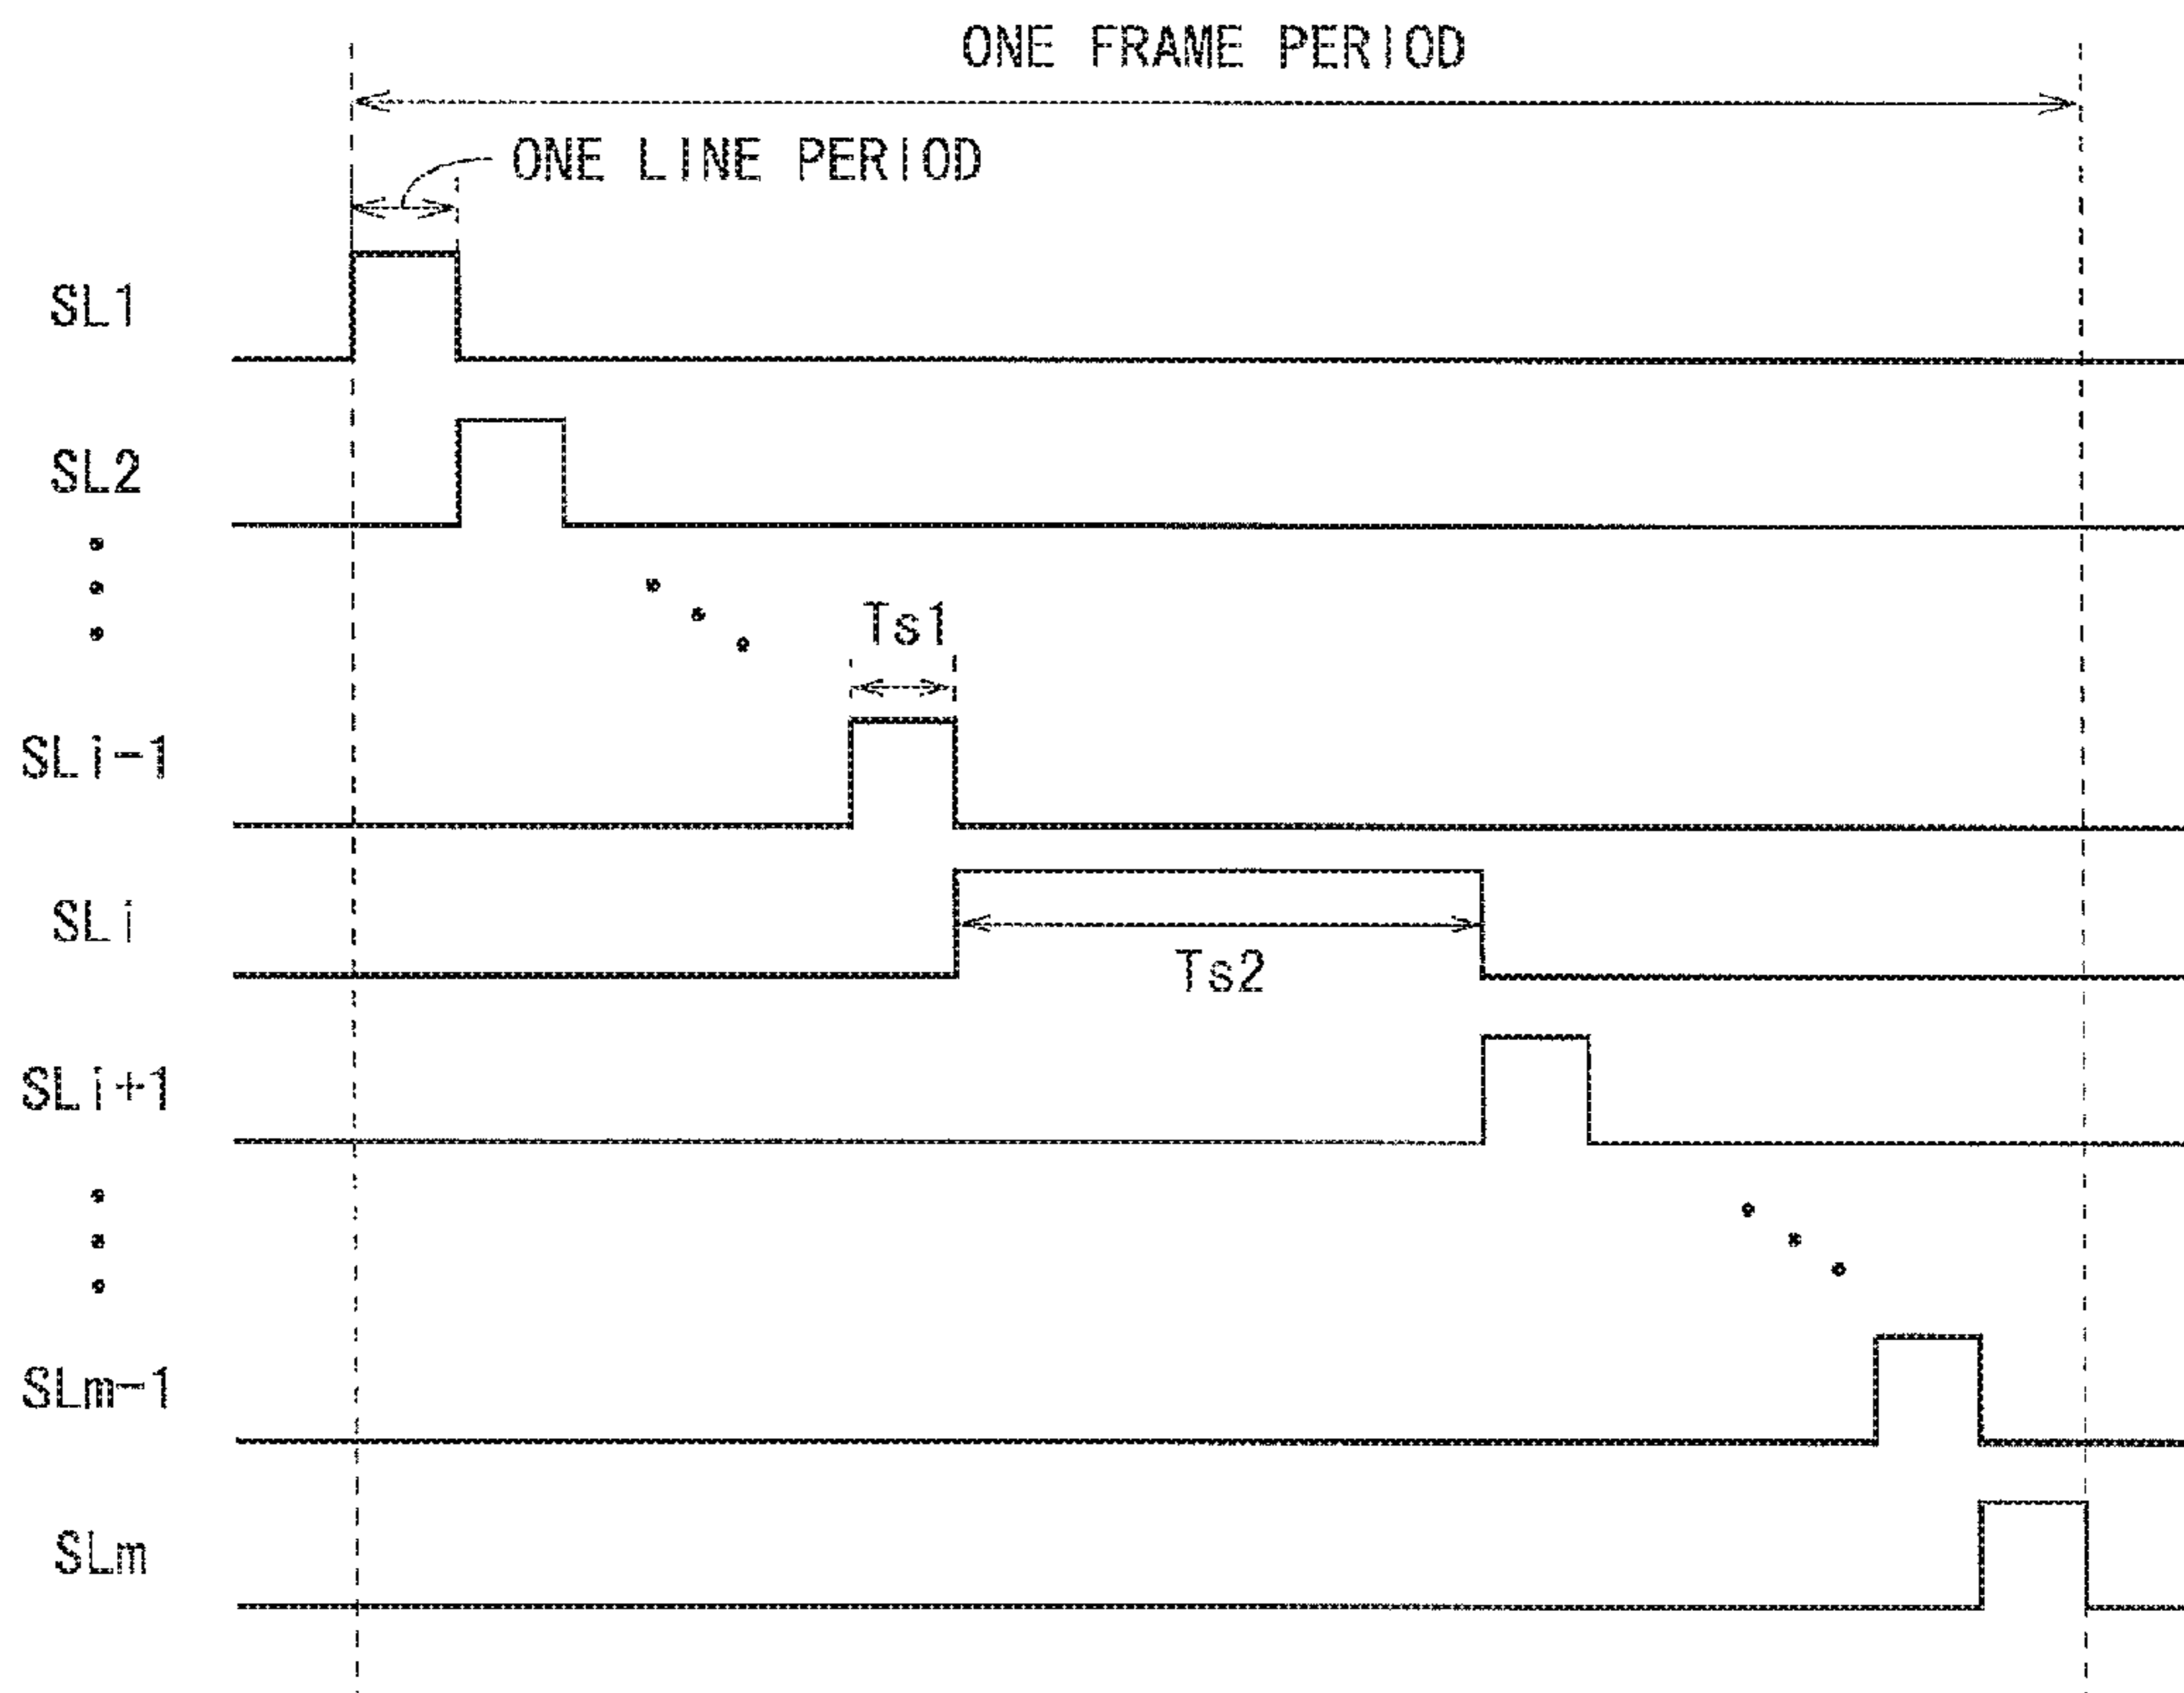 ONE FRAME PERIOD
ONE LINE PERIOD
SL1
SL2
Ts1
SLi-1
SLi
Ts2
SLi+1
SLm-1
SLm